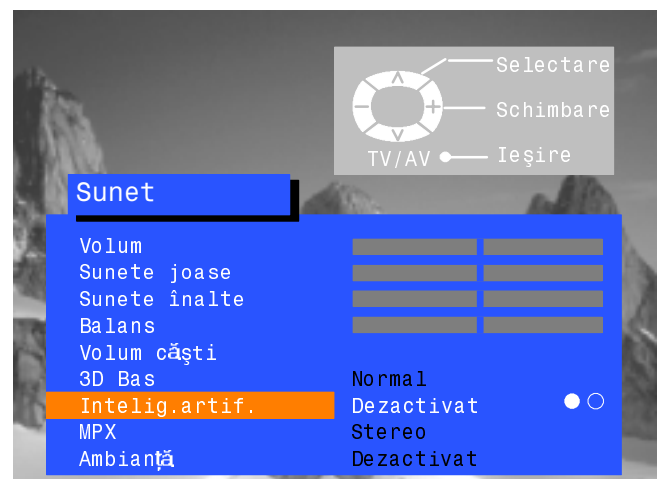 Selectare
Schimbare
TV/AV Ieşire
Sunet
Volum
Sunete joase
Sunete înalte
Balans
Volum căşti
3D Bas Normal
Intelig.artif. Dezactivat
MPX Stereo
Ambianţă Dezactivat